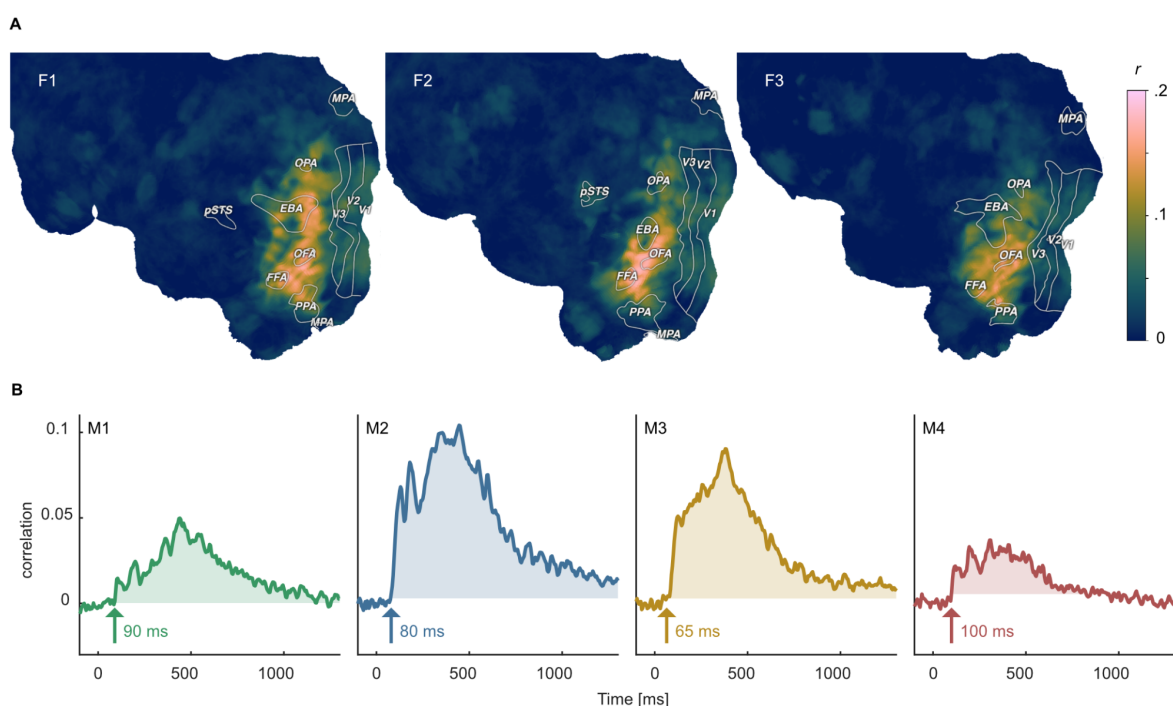 A
F1
MPA
OPA
EBA
pSTS
V3
V2
V1
OFA
FFA
PPA
MPA
F2
MPA
V3
V2
OPA
pSTS
V1
EBA
OFA
FFA
PPA
MPA
F3
MPA
OPA
EBA
V2
V1
V3
OFA
FFA
PPA
r
.2
.1
0
B
M1
M2
M3
M4
0.1
0.05
0
correlation
90 ms
80 ms
65 ms
100 ms
0 500 1000
0 500 1000
0 500 1000
0 500 1000
Time [ms]